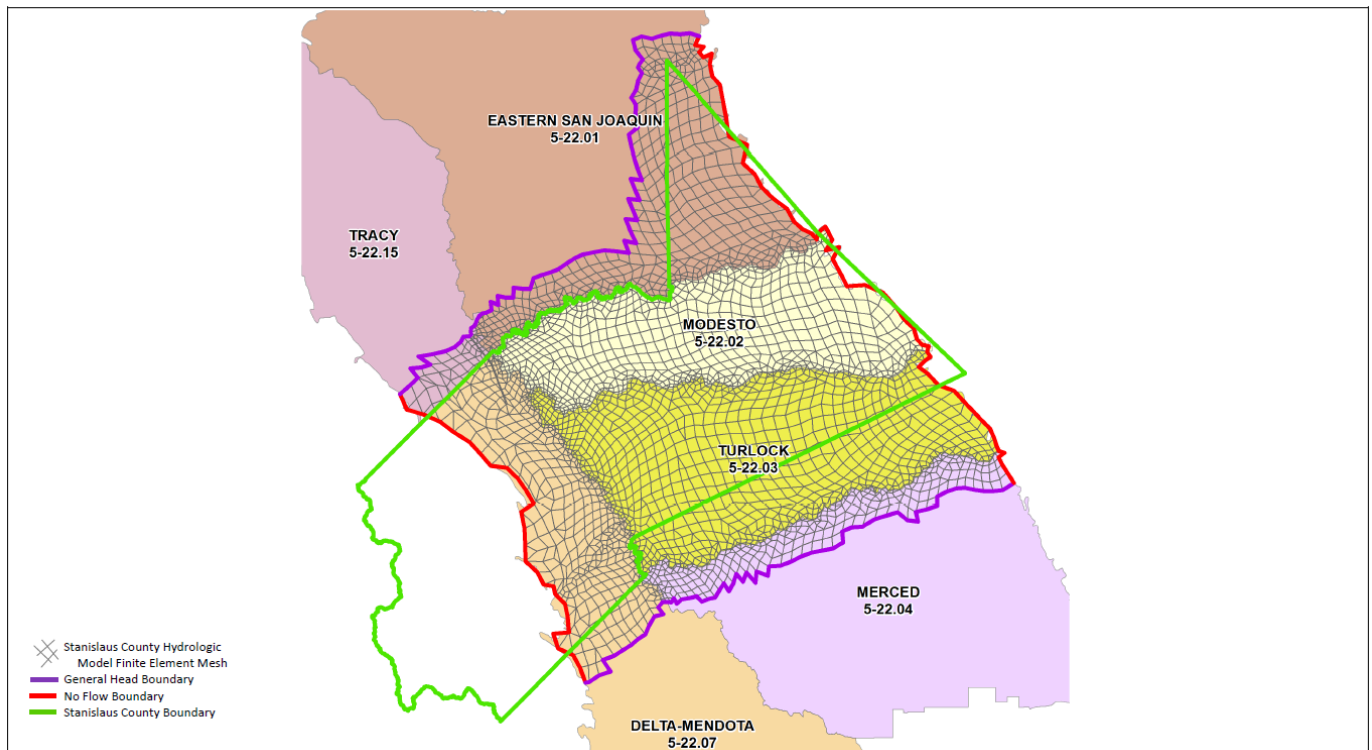 EASTERN SAN JOAQUIN
5-22.01
TRACY
5-22.15
MODESTO
5-22.02
TURLOCK
5-22.03
MERCED
5-22.04
DELTA-MENDOTA
5-22.07
Stanislaus County Hydrologic
Model Finite Element Mesh
General Head Boundary
No Flow Boundary
Stanislaus County Boundary